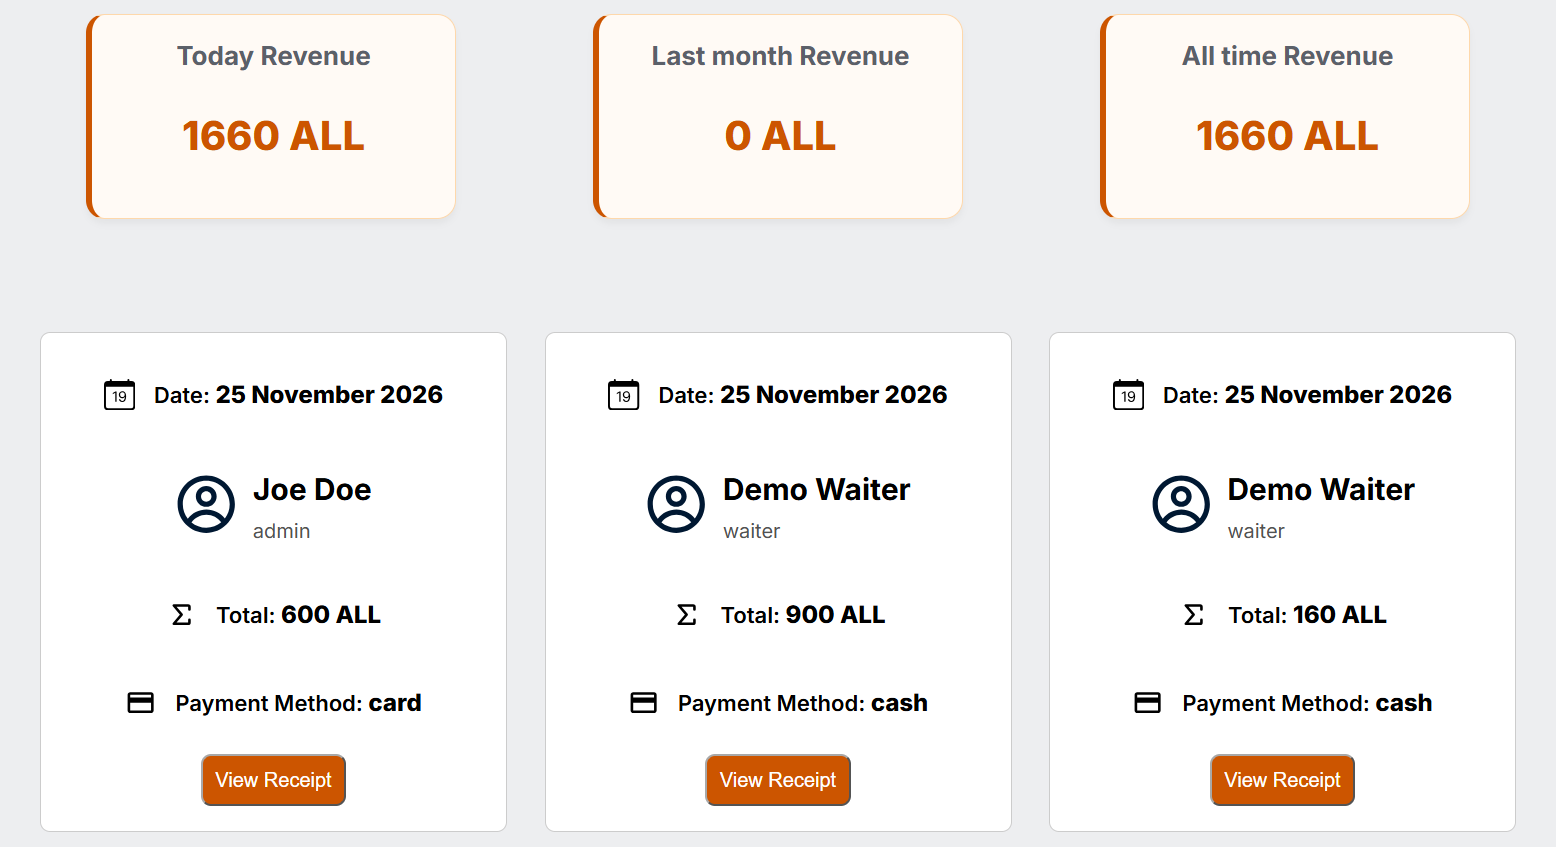 Today Revenue
1660 ALL
Last month Revenue
0 ALL
All time Revenue
1660 ALL
19 Date: 25 November 2026
Joe Doe
admin
Total: 600 ALL
Payment Method: card
View Receipt
19 Date: 25 November 2026
Demo Waiter
waiter
Total: 900 ALL
Payment Method: cash
View Receipt
19 Date: 25 November 2026
Demo Waiter
waiter
Total: 160 ALL
Payment Method: cash
View Receipt